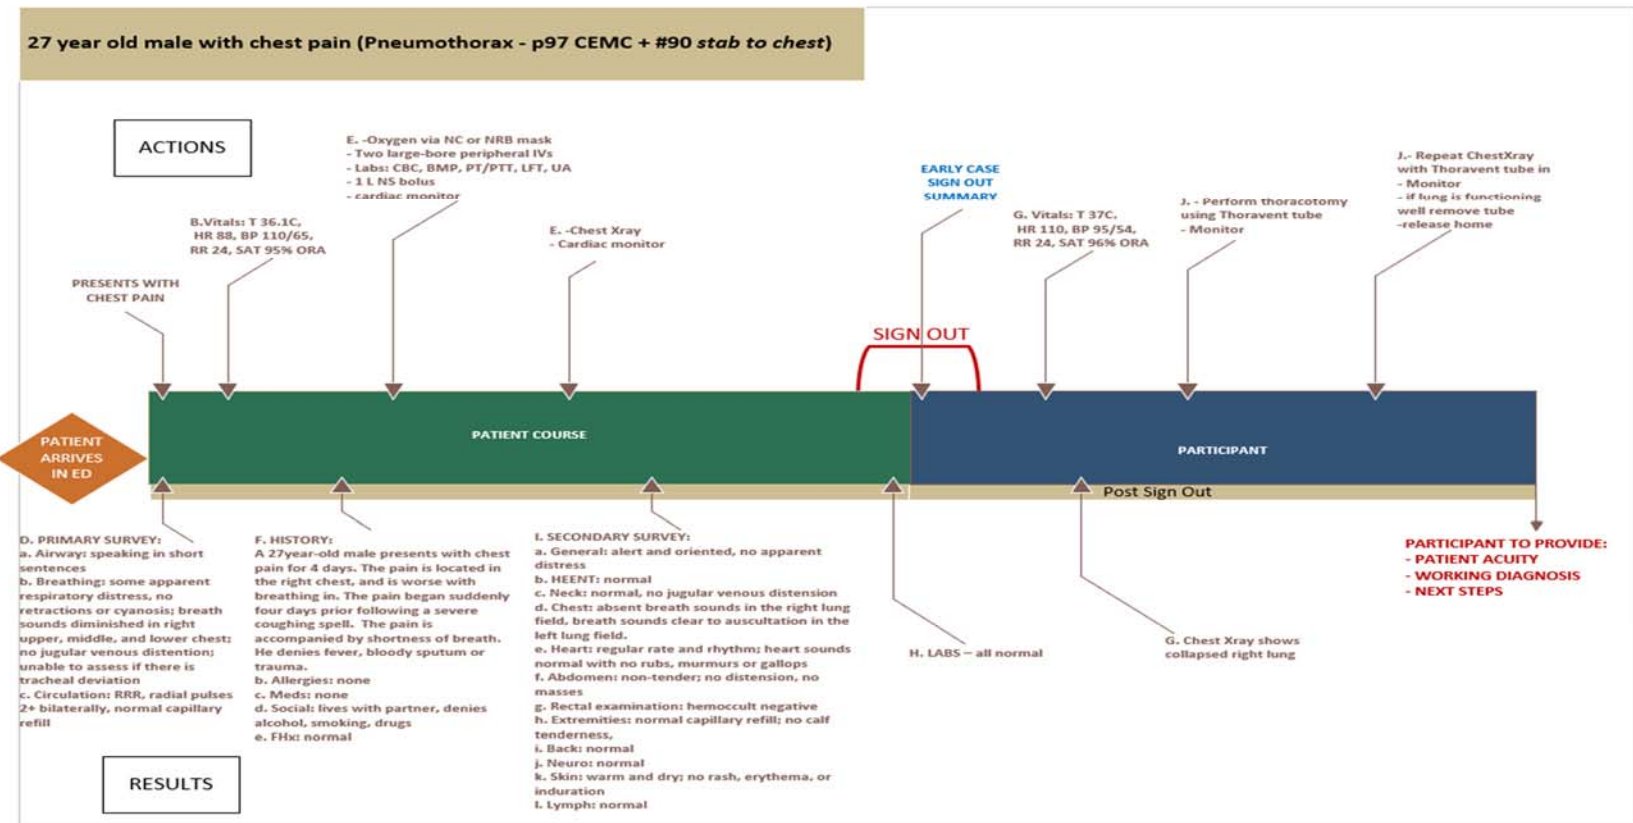 27 year old male with chest pain (Pneumothorax - p97 CEMC + #90 stab to chest)
ACTIONS
PRESENTS WITH
CHEST PAIN
B.Vitals: T 36.1C,
HR 88, BP 110/65,
RR 24, SAT 95% ORA
E. -Oxygen via NC or NRB mask
- Two large-bore peripheral IVs
- Labs: CBC, BMP, PT/PTT, LFT, UA
- 1 L NS bolus
- cardiac monitor
E. -Chest Xray
- Cardiac monitor
EARLY CASE
SIGN OUT
SUMMARY
SIGN OUT
G. Vitals: T 37C,
HR 110, BP 95/54,
RR 24, SAT 96% ORA
J. - Perform thoracotomy
using Thoravent tube
- Monitor
J.- Repeat ChestXray
with Thoravent tube in
- Monitor
- if lung is functioning
well remove tube
-release home
PATIENT
ARRIVES
IN ED
PATIENT COURSE
PARTICIPANT
Post Sign Out
D. PRIMARY SURVEY:
a. Airway: speaking in short
sentences
b. Breathing: some apparent
respiratory distress, no
retractions or cyanosis; breath
sounds diminished in right
upper, middle, and lower chest;
no jugular venous distention;
unable to assess if there is
tracheal deviation
c. Circulation: RRR, radial pulses
2+ bilaterally, normal capillary
refill
F. HISTORY:
A 27year-old male presents with chest
pain for 4 days. The pain is located in
the right chest, and is worse with
breathing in. The pain began suddenly
four days prior following a severe
coughing spell. The pain is
accompanied by shortness of breath.
He denies fever, bloody sputum or
trauma.
b. Allergies: none
c. Meds: none
d. Social: lives with partner, denies
alcohol, smoking, drugs
e. FHx: normal
I. SECONDARY SURVEY:
a. General: alert and oriented, no apparent
distress
b. HEENT: normal
c. Neck: normal, no jugular venous distension
d. Chest: absent breath sounds in the right lung
field, breath sounds clear to auscultation in the
left lung field.
e. Heart: regular rate and rhythm; heart sounds
normal with no rubs, murmurs or gallops
f. Abdomen: non-tender; no distension, no
masses
g. Rectal examination: hemoccult negative
h. Extremities: normal capillary refill; no calf
tenderness,
i. Back: normal
j. Neuro: normal
k. Skin: warm and dry; no rash, erythema, or
induration
l. Lymph: normal
H. LABS – all normal
G. Chest Xray shows
collapsed right lung
PARTICIPANT TO PROVIDE:
- PATIENT ACUITY
- WORKING DIAGNOSIS
- NEXT STEPS
RESULTS